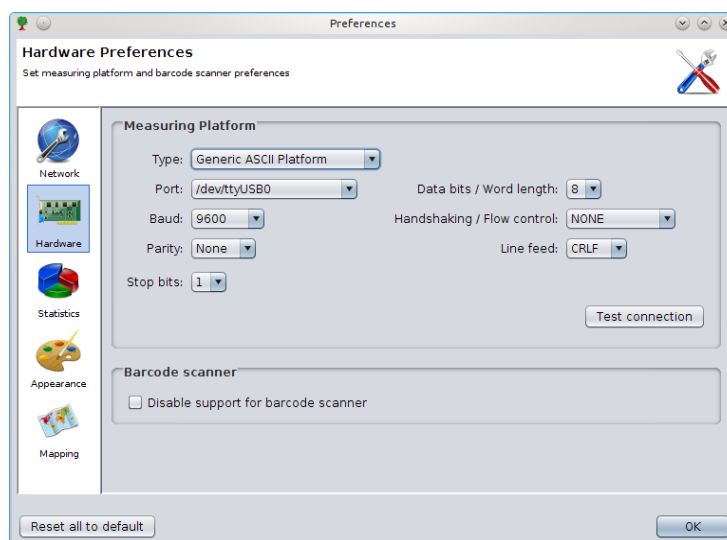 Preferences
Hardware Preferences
Set measuring platform and barcode scanner preferences
Network
Hardware
Statistics
Appearance
Mapping
Measuring Platform
Type: Generic ASCII Platform
Port: /dev/ttyUSB0 Data bits / Word length: 8
Baud: 9600 Handshaking / Flow control: NONE
Parity: None Line feed: CRLF
Stop bits: 1
Test connection
Barcode scanner
Disable support for barcode scanner
Reset all to default OK